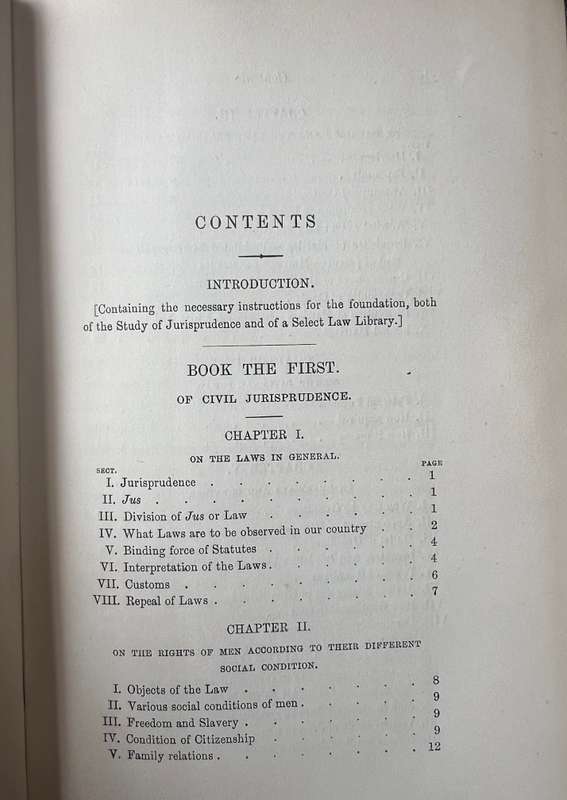 CONTENTS
INTRODUCTION.
[Containing the necessary instructions for the foundation, both
of the Study of Jurisprudence and of a Select Law Library.]
BOOK THE FIRST.
OF CIVIL JURISPRUDENCE.
CHAPTER I.
ON THE LAWS IN GENERAL.
SECT. PAGE
I. Jurisprudence . . . . . . . 1
II. Jus . . . . . . . . . . 1
III. Division of Jus or Law . . . . . . 1
IV. What Laws are to be observed in our country . . 2
V. Binding force of Statutes . . . . . . 4
VI. Interpretation of the Laws . . . . . . 4
VII. Customs . . . . . . . . . 6
VIII. Repeal of Laws . . . . . . . . 7
CHAPTER II.
ON THE RIGHTS OF MEN ACCORDING TO THEIR DIFFERENT
SOCIAL CONDITION.
I. Objects of the Law . . . . . . . 8
II. Various social conditions of men . . . . . 9
III. Freedom and Slavery . . . . . . . 9
IV. Condition of Citizenship . . . . . . 9
V. Family relations . . . . . . . . 12